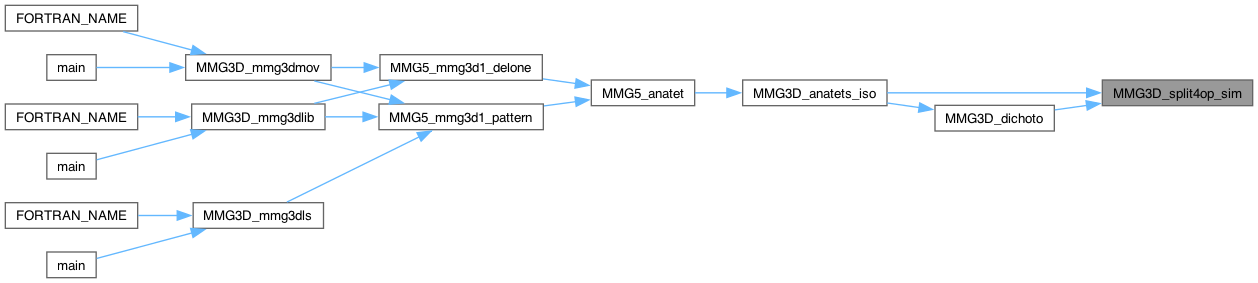 FORTRAN_NAME
main
MMG3D_mmg3dmov
MMG5_mmg3d1_delone
MMG5_anatet
MMG3D_anatets_iso
MMG3D_split4op_sim
FORTRAN_NAME
MMG3D_mmg3dlib
MMG5_mmg3d1_pattern
MMG3D_dichoto
main
FORTRAN_NAME
MMG3D_mmg3dls
main